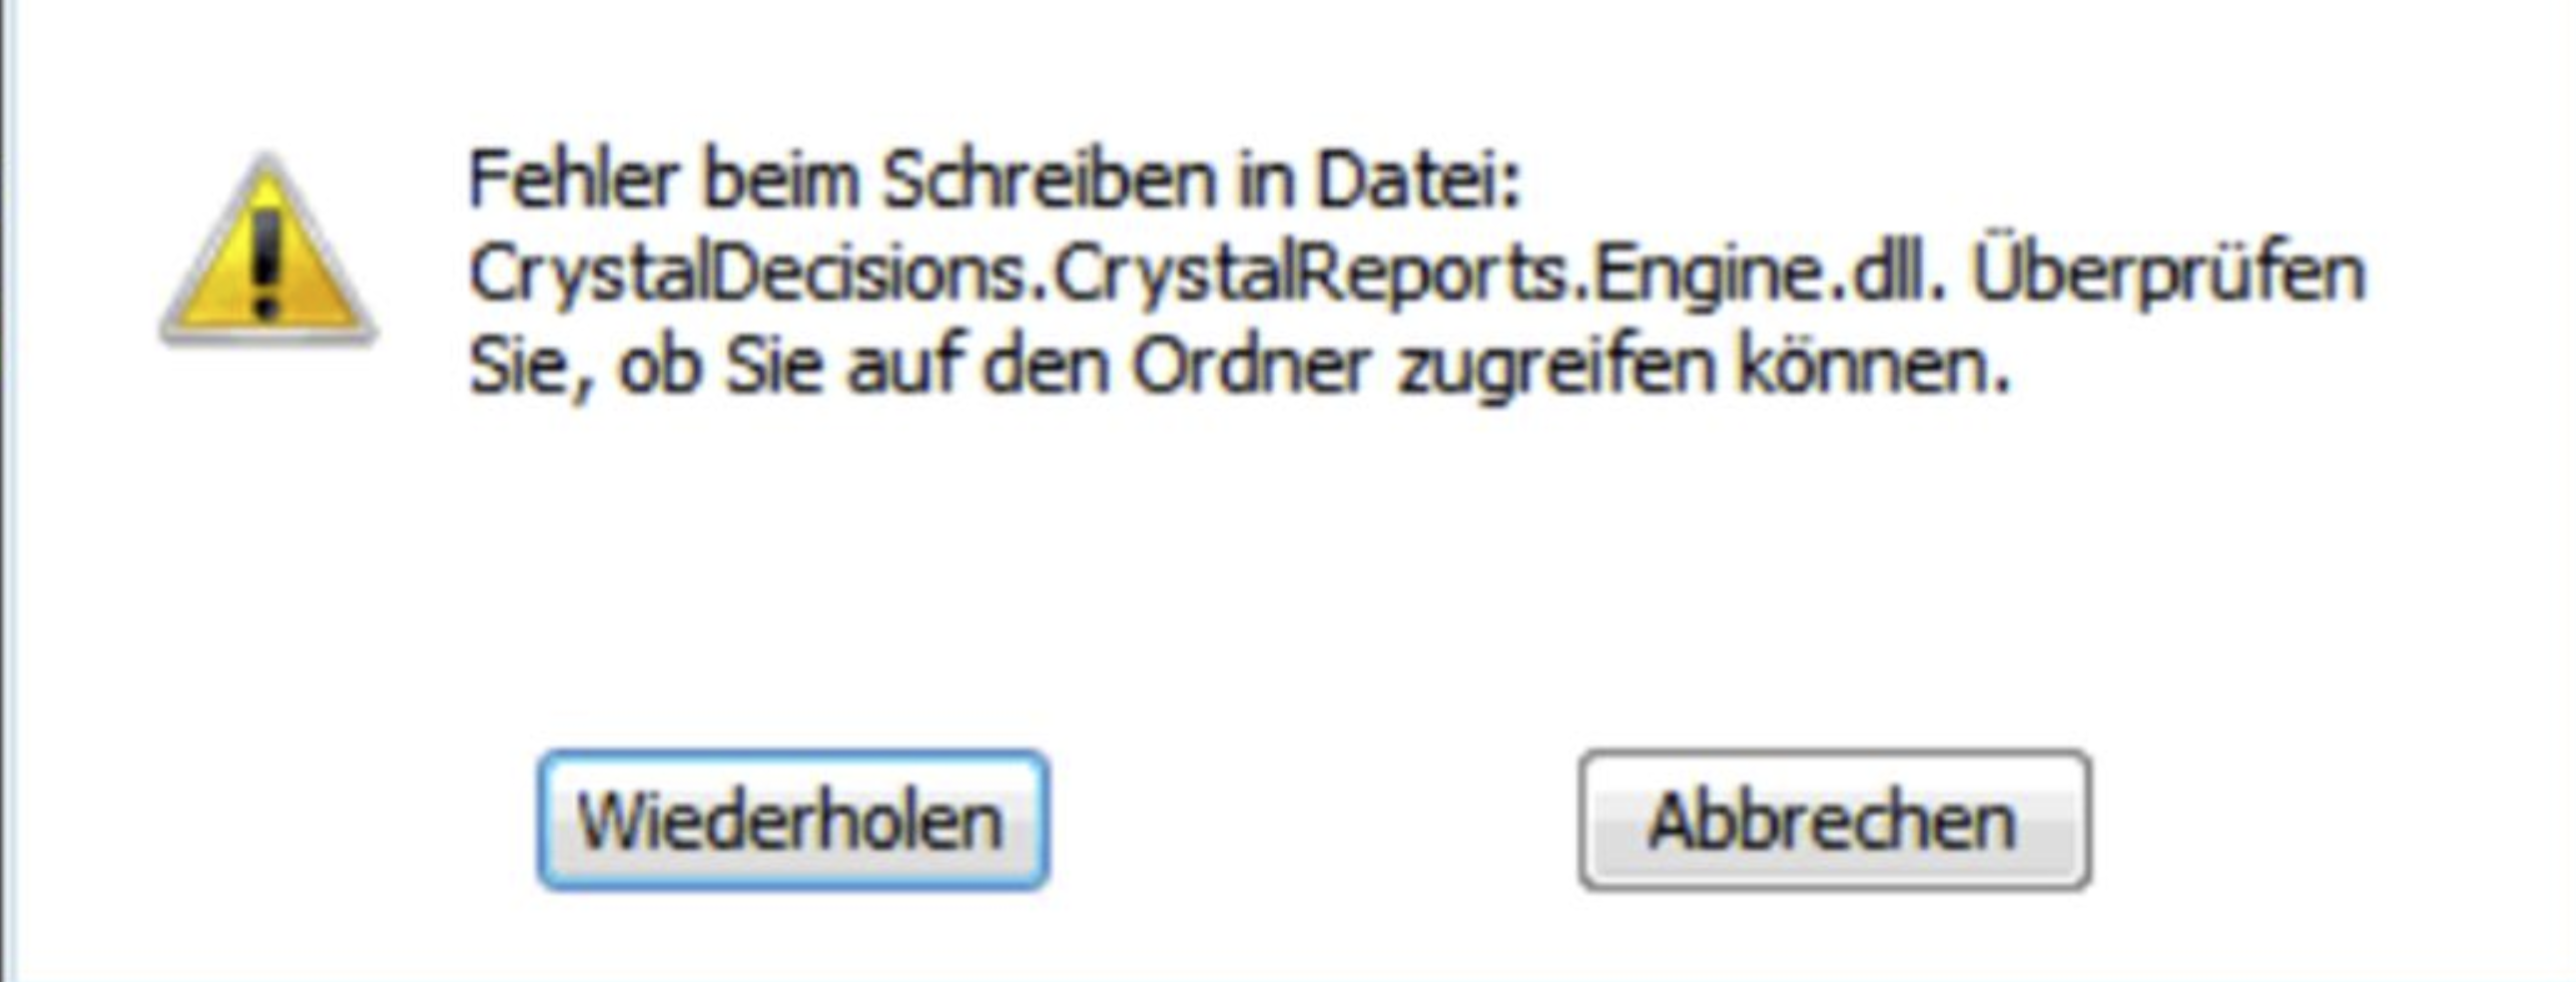 Fehler beim Schreiben in Datei:
CrystalDecisions.CrystalReports.Engine.dll. Überprüfen
Sie, ob Sie auf den Ordner zugreifen können.
Wiederholen
Abbrechen